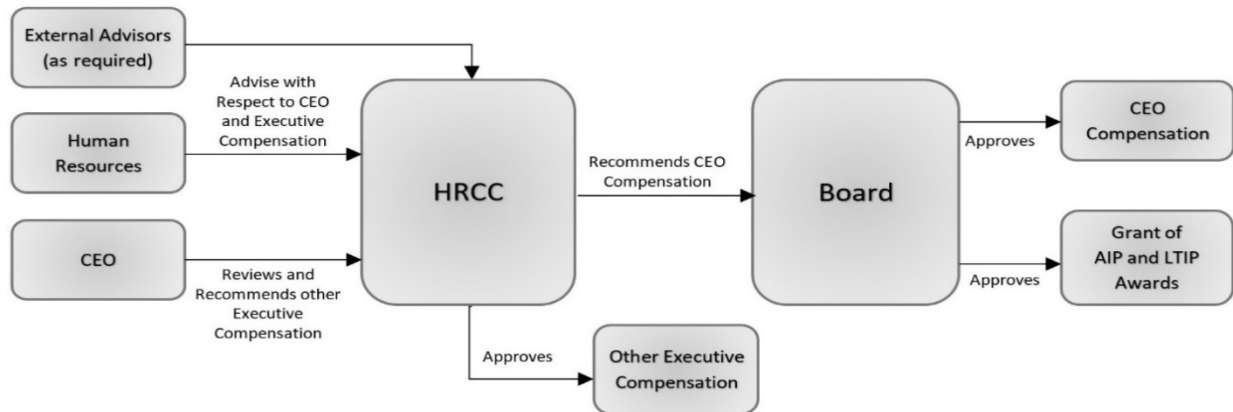 External Advisors
(as required)
Advise with
Respect to CEO
and Executive
Compensation
Human
Resources
CEO
Reviews and
Recommends other
Executive
Compensation
HRCC
Approves
Other Executive
Compensation
Recommends CEO
Compensation
Board
Approves
CEO
Compensation
Approves
Grant of
AIP and LTIP
Awards